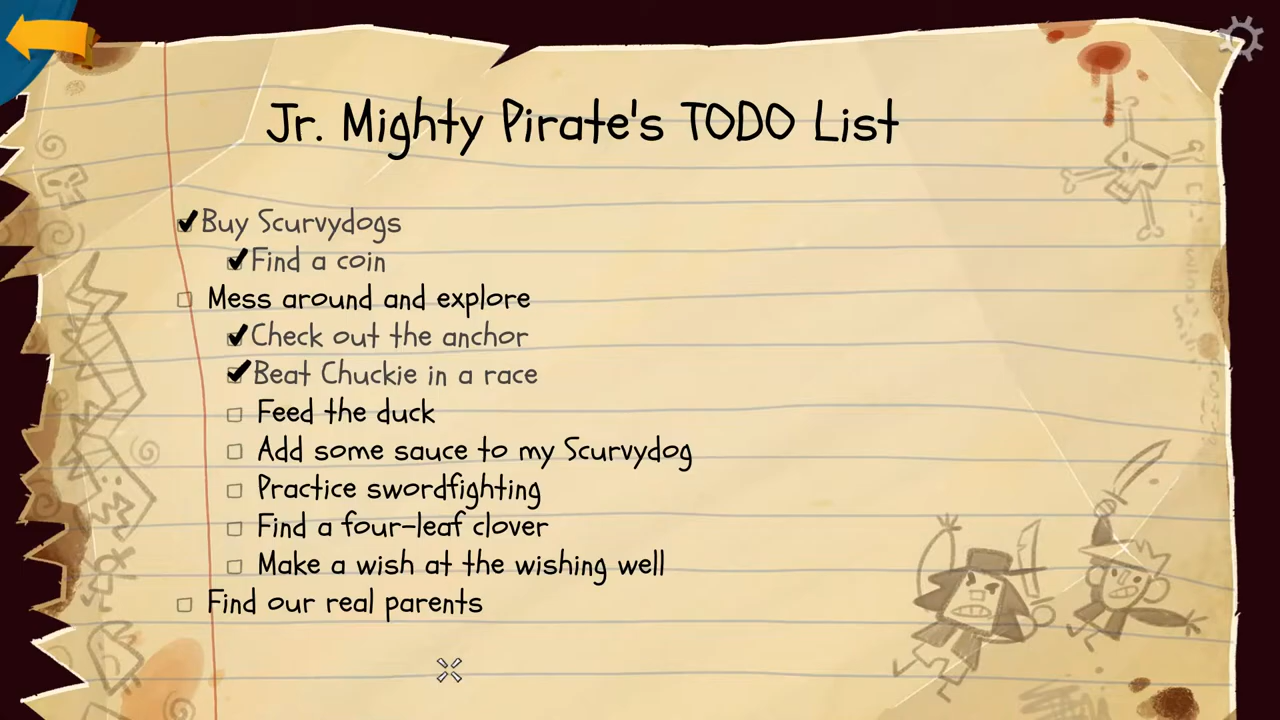 Jr. Mighty Pirate's TODO List
Buy Scurvydogs
Find a coin
Mess around and explore
Check out the anchor
Beat Chuckie in a race
Feed the duck
Add some sauce to my Scurvydog
Practice swordfighting
Find a four-leaf clover
Make a wish at the wishing well
Find our real parents